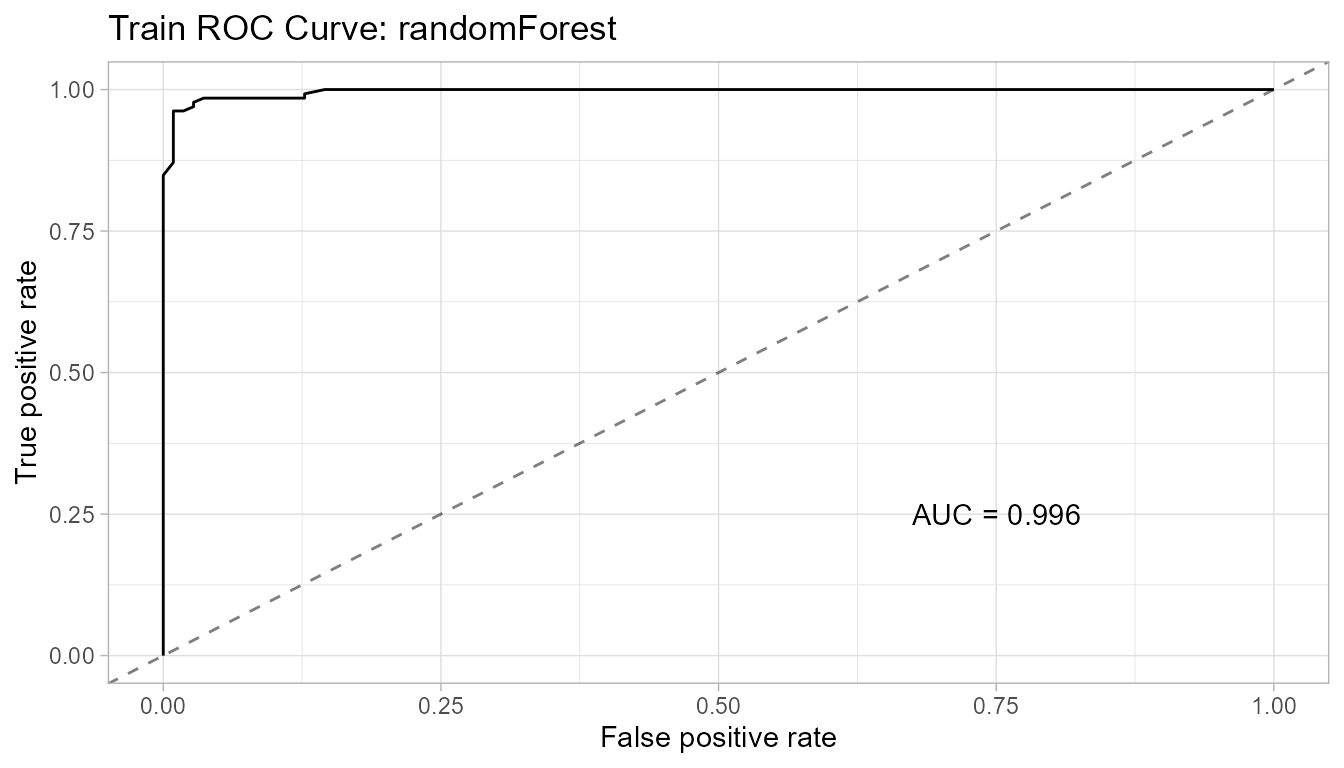 Train ROC Curve: randomForest
True positive rate
1.00
0.75
0.50
0.25
0.00
AUC = 0.996
0.00 0.25 0.50 0.75 1.00
False positive rate